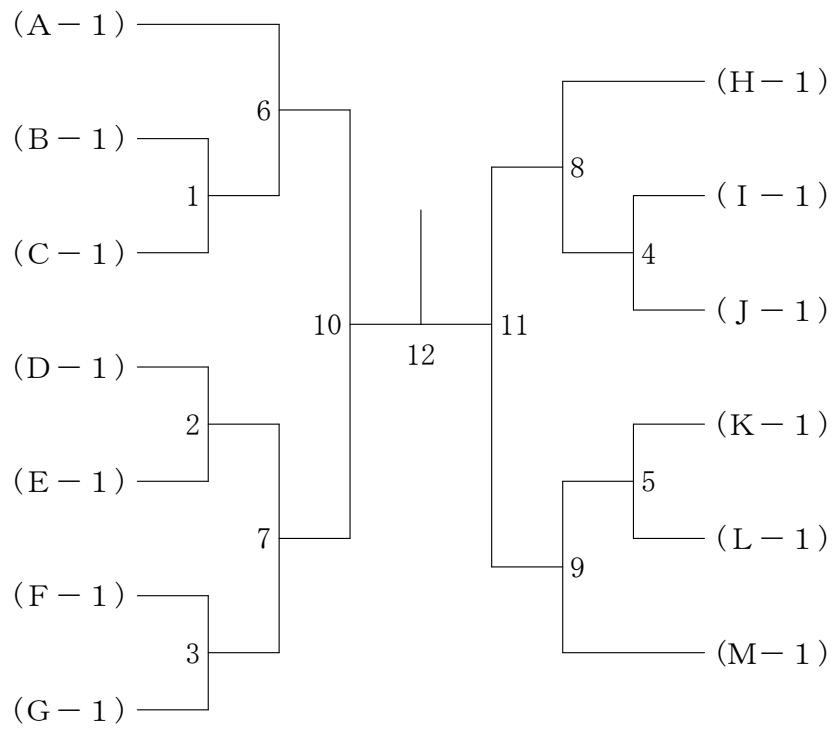 (A－1)
(B－1)
(C－1)
(D－1)
(E－1)
(F－1)
(G－1)
1
2
3
6
7
10
12
11
8
9
4
5
(H－1)
(I－1)
(J－1)
(K－1)
(L－1)
(M－1)